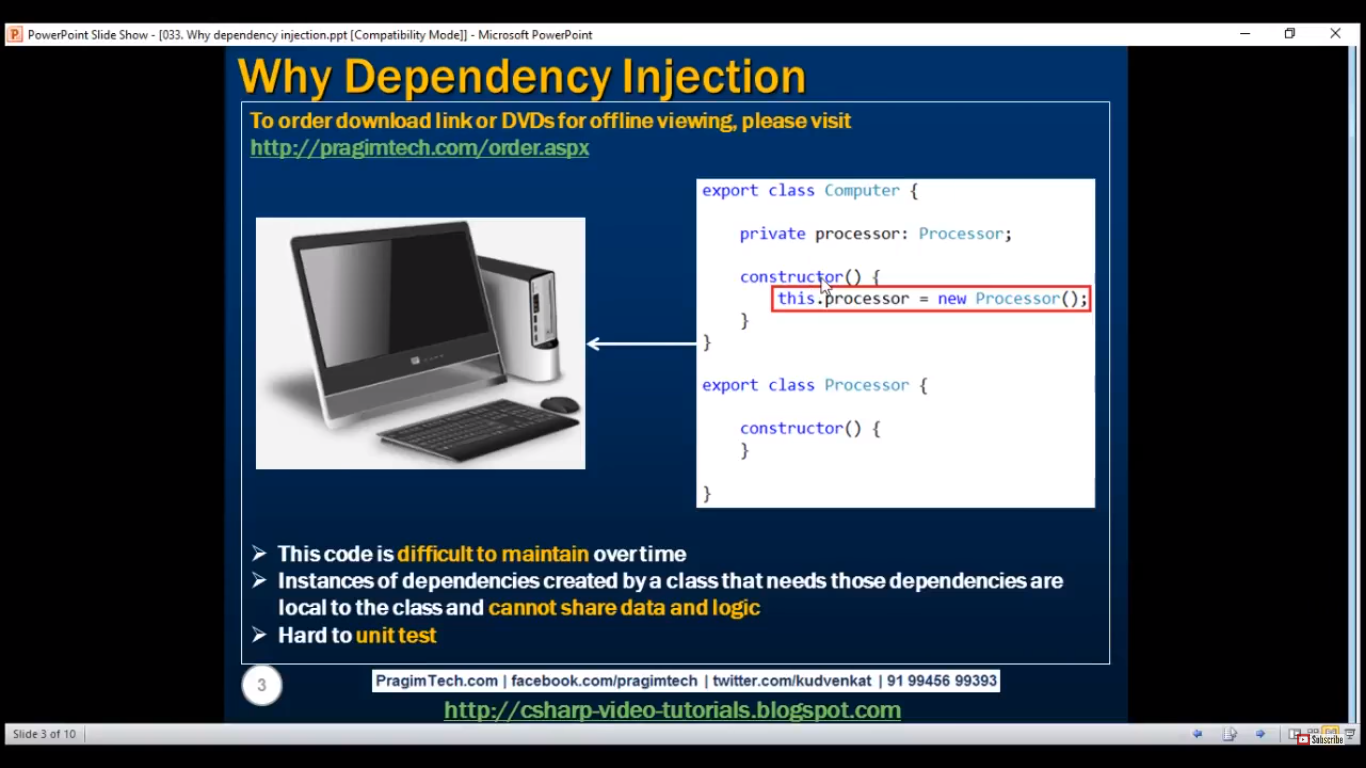 PowerPoint Slide Show - [033. Why dependency injection.ppt [Compatibility Mode]] - Microsoft PowerPoint
Why Dependency Injection
To order download link or DVDs for offline viewing, please visit
http://pragimtech.com/order.aspx
export class Computer {
private processor: Processor;
constructor() {
this.processor = new Processor();
}
}
export class Processor {
constructor() {
}
}
This code is difficult to maintain over time
Instances of dependencies created by a class that needs those dependencies are
local to the class and cannot share data and logic
Hard to unit test
3
PragimTech.com | facebook.com/pragimtech | twitter.com/kudvenkat | 91 99456 99393
http://csharp-video-tutorials.blogspot.com
Slide 3 of 10
Subscribe